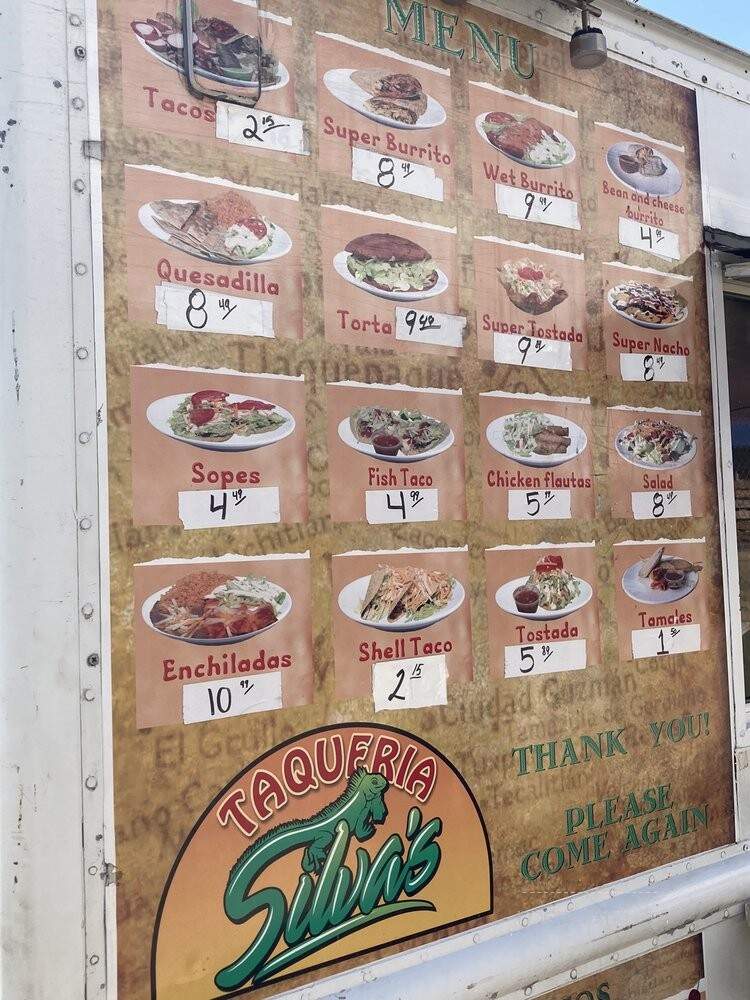 MENU
Tacos 2.15
Super Burrito
8.49
Wet Burrito
9.49
Bean and cheese
burrito
4.99
Quesadilla
8.49
Torta 9.49
Super Tostada
9.49
Super Nacho
8.49
Sopes
4.49
Fish Taco
4.99
Chicken flautas
5.99
Salad
8.49
Enchiladas
10.99
Shell Taco
2.15
Tostada
5.89
Tamales
1.50
Ciudad Guzman
THANK YOU!
PLEASE
COME AGAIN
TAQUERIA
Silva's